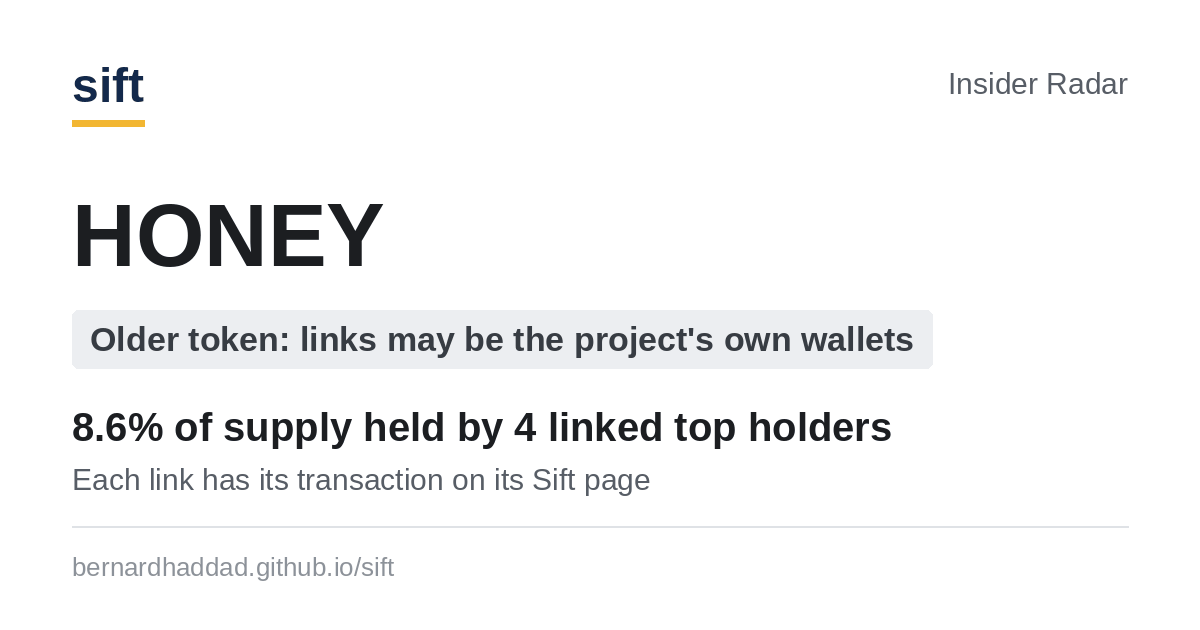 sift
Insider Radar
HONEY
Older token: links may be the project's own wallets
8.6% of supply held by 4 linked top holders
Each link has its transaction on its Sift page
bernardhaddad.github.io/sift